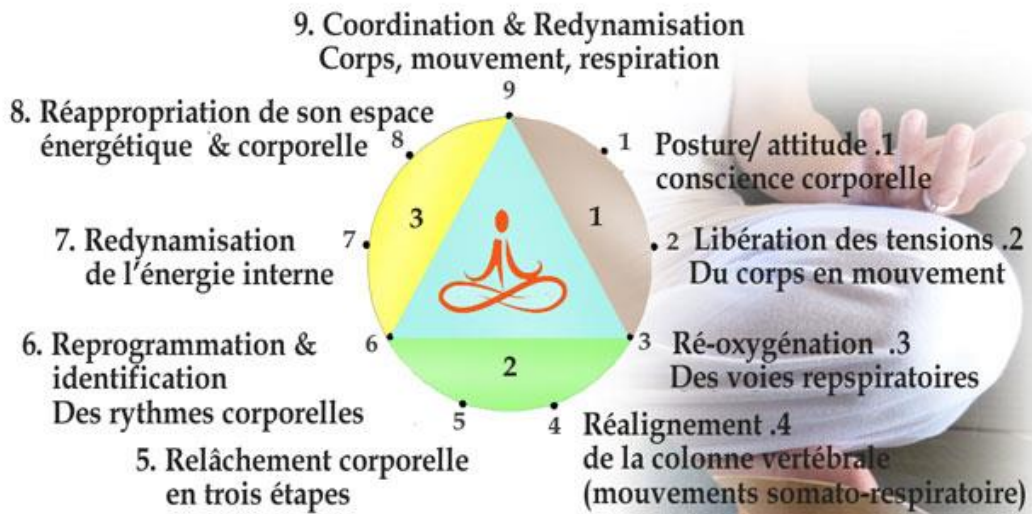 9. Coordination & Redynamisation
Corps, mouvement, respiration
9
8. Réappropriation de son espace
énergétique & corporelle
8
1
Posture/ attitude .1
conscience corporelle
3
1
7. Redynamisation
de l'énergie interne
7
2
Libération des tensions .2
Du corps en mouvement
6. Reprogrammation &
identification
Des rythmes corporelles
6
2
3
Ré-oxygénation .3
Des voies repspiratoires
5
4
Réalignement .4
de la colonne vertébrale
(mouvements somato-respiratoire)
5. Relâchement corporelle
en trois étapes